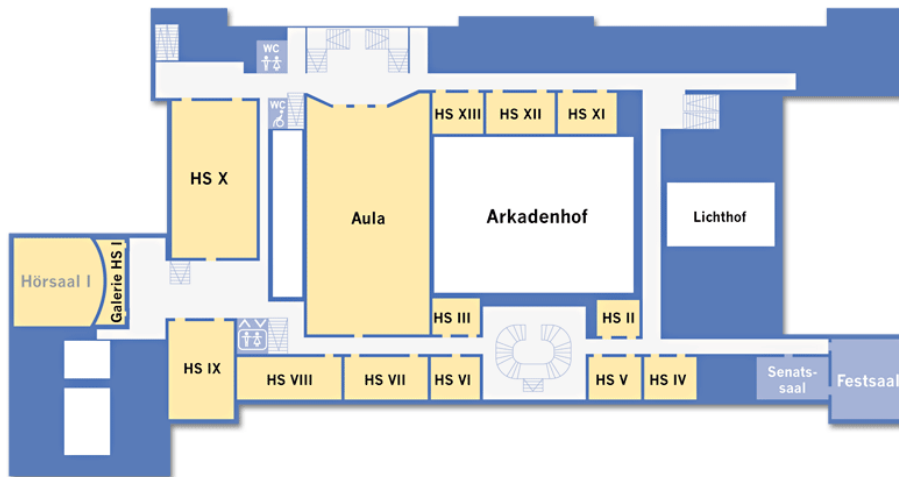 WC
WC
HS XIII
HS XII
HS XI
HS X
Aula
Arkadenhof
Lichthof
Hörsaal I
Galerie HS I
HS III
HS II
HS IX
HS VIII
HS VII
HS VI
HS V
HS IV
Senats-
saal
Festsaal